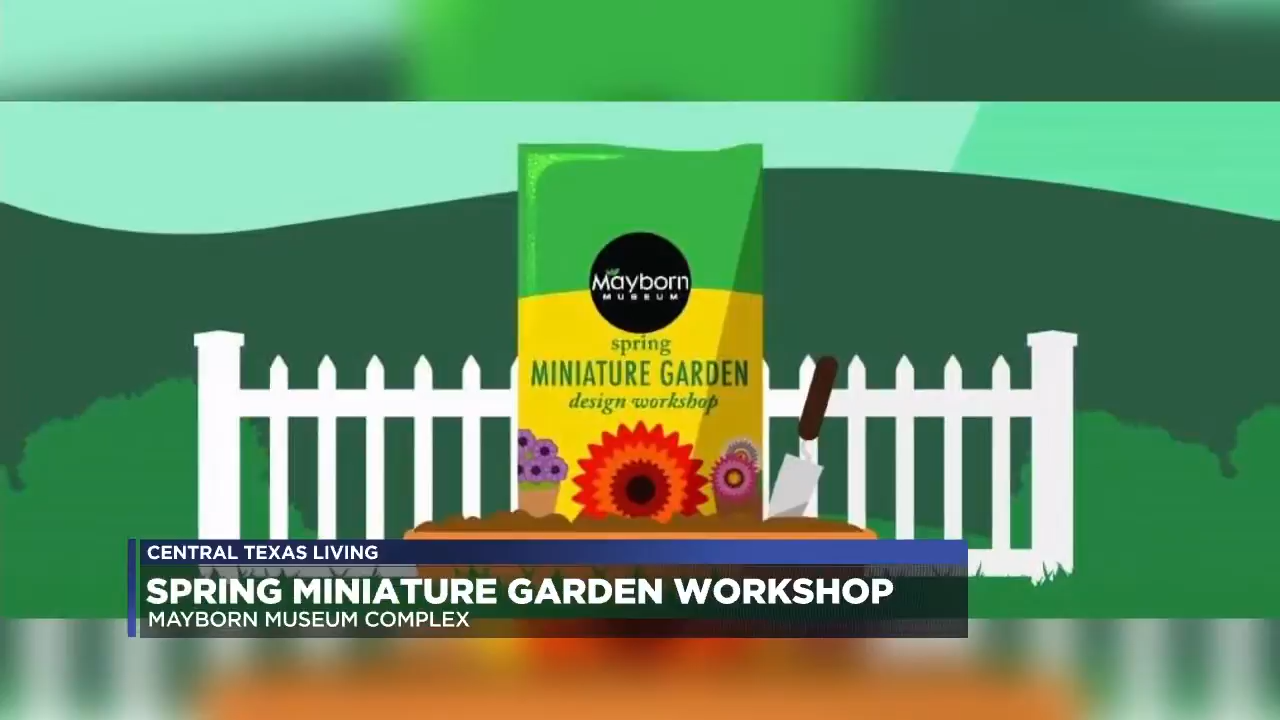 Mayborn
MUSEUM
spring
MINIATURE GARDEN
design workshop
CENTRAL TEXAS LIVING
SPRING MINIATURE GARDEN WORKSHOP
MAYBORN MUSEUM COMPLEX